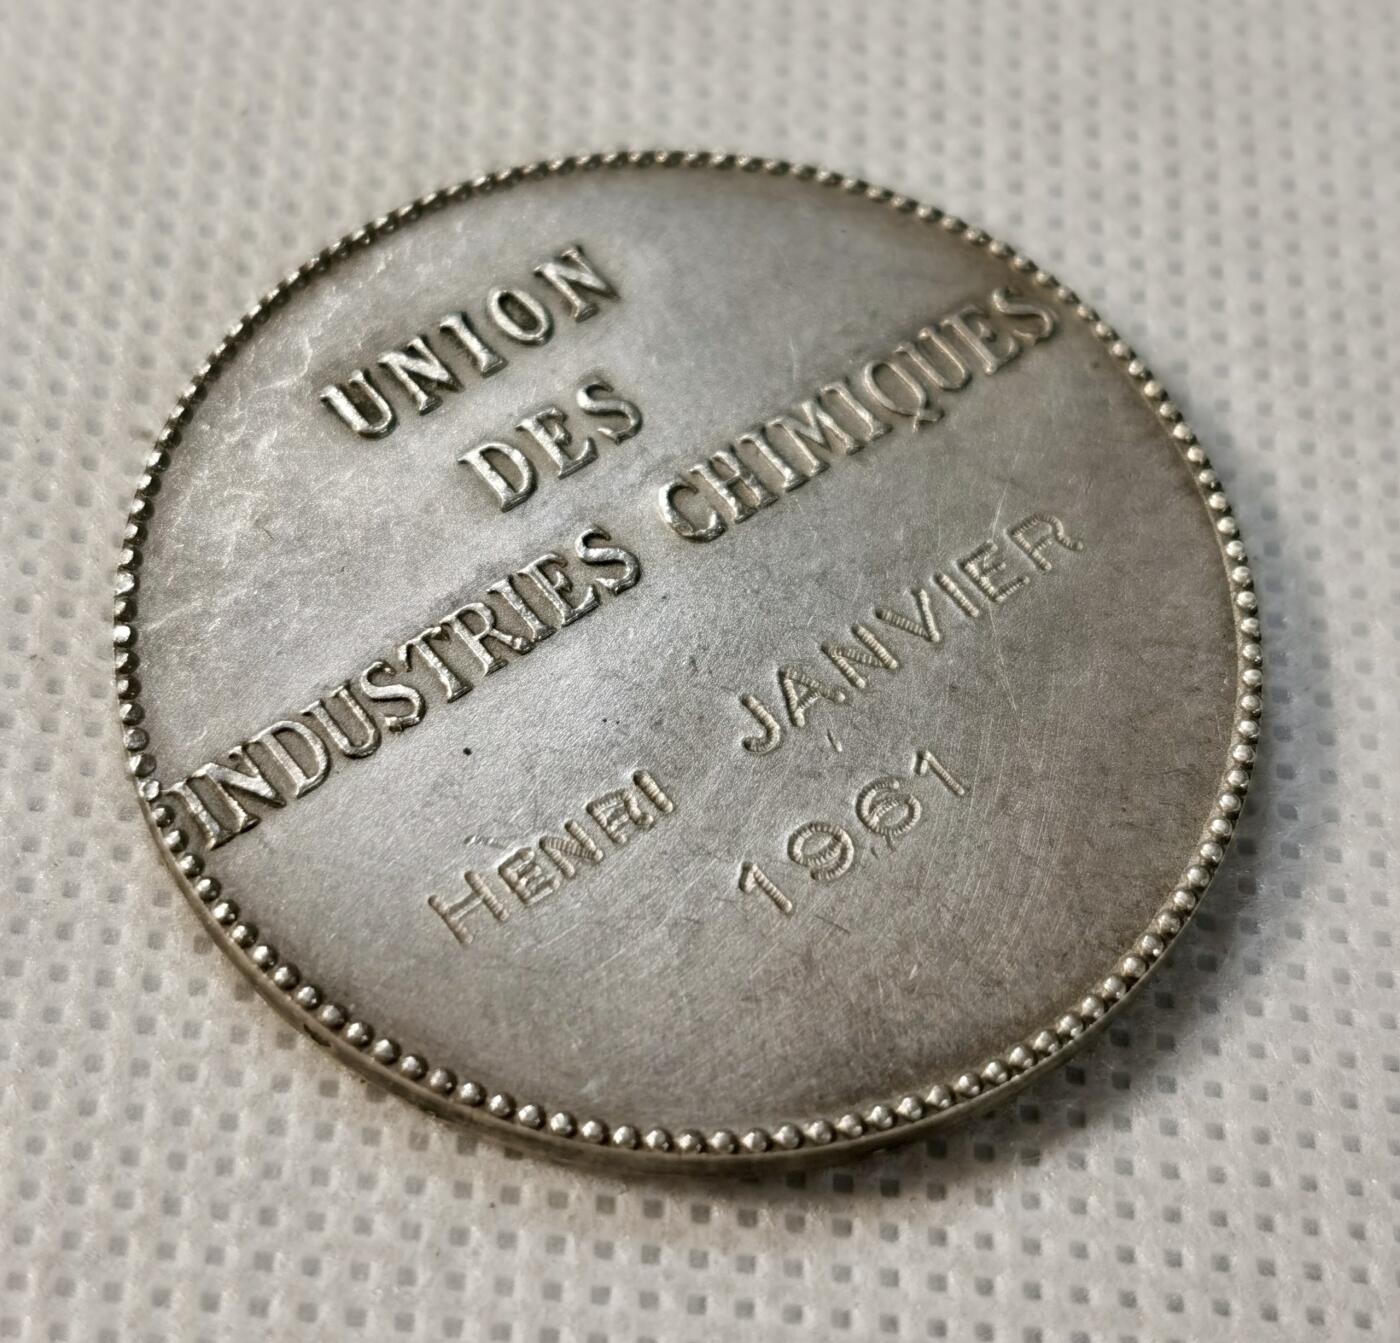 UNION
DES
INDUSTRIES CHIMIQUES
HENRI JANVIER
1961